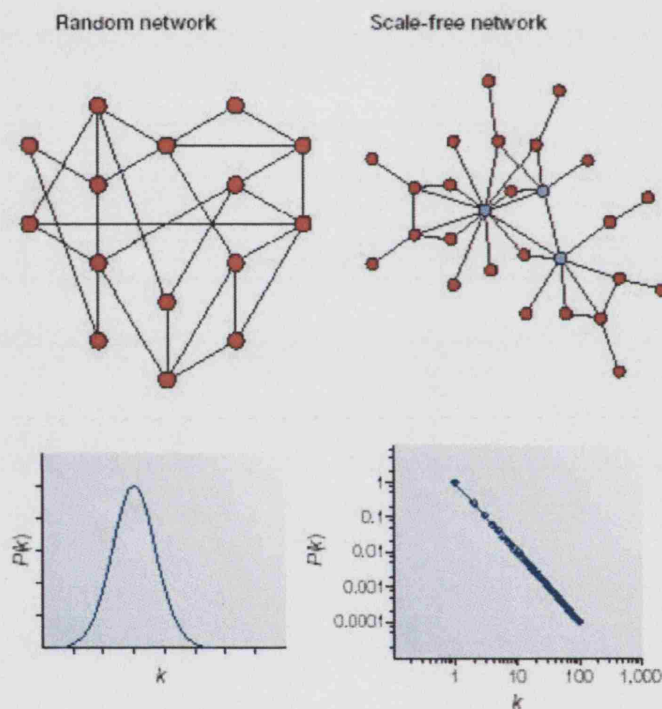 Random network
Scale-free network
P(k)
k
1
0.1
0.01
0.001
0.0001
P(k)
1
10
100
1,000
k